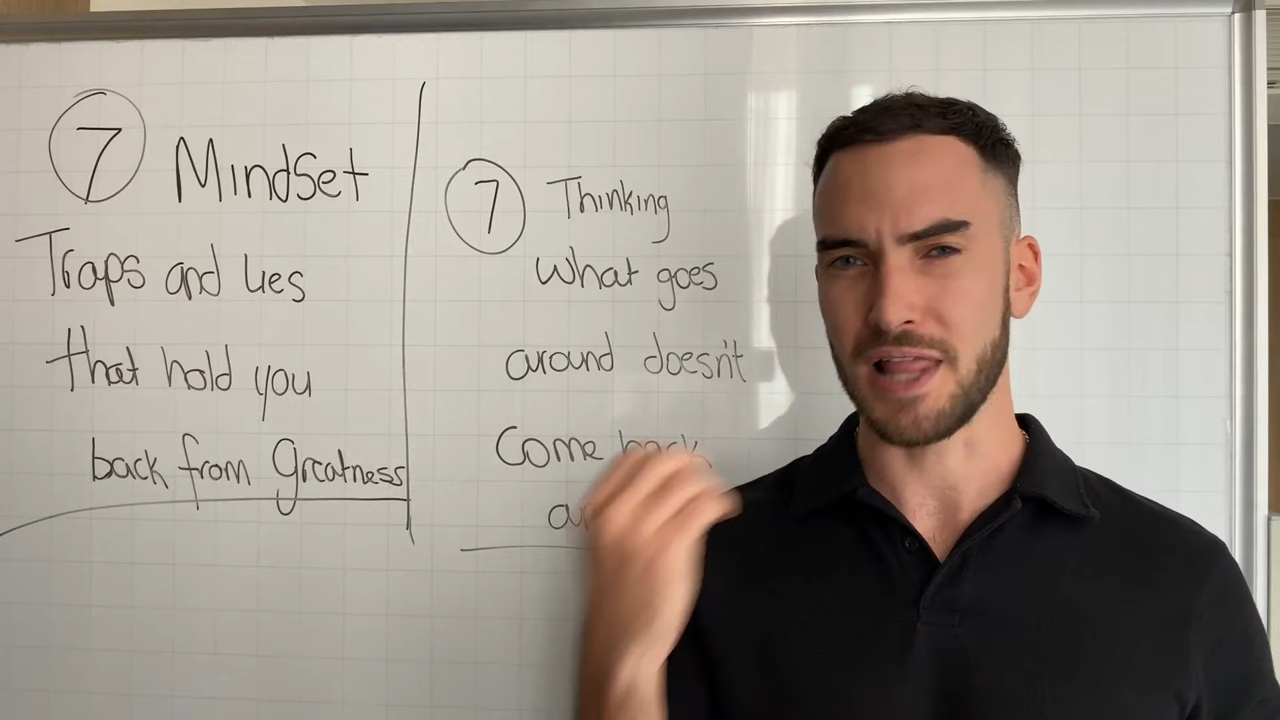 7 Mindset
Traps and lies
that hold you
back from Greatness
7 Thinking
what goes
around doesn't
Come back